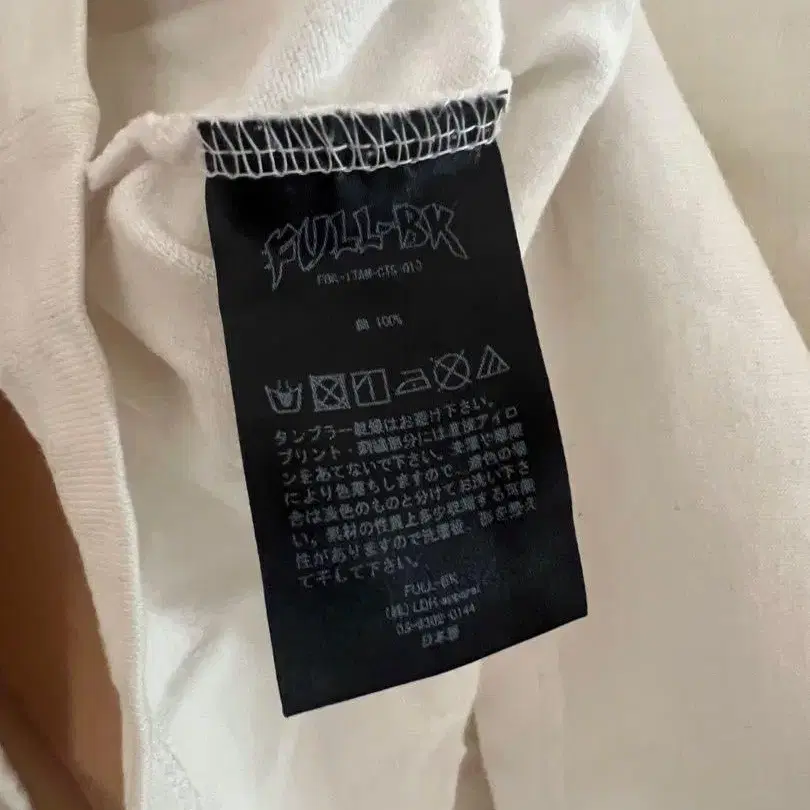 FULL-BK
綿 100%
タンブラー乾燥はお避け下さい。
プリント・刺繍部分には直接アイロ
ンをあてないで下さい。末濡や摩擦
により色落ちしますので、濃色の場
合は淡色のものと分けてお洗い下さ
い。素材の性質上多少収縮する可能
性がありますので洗濯後、形を整え
て干して下さい。
FULL-BK
(株) LDH apparel
03-6302-0144
日本製